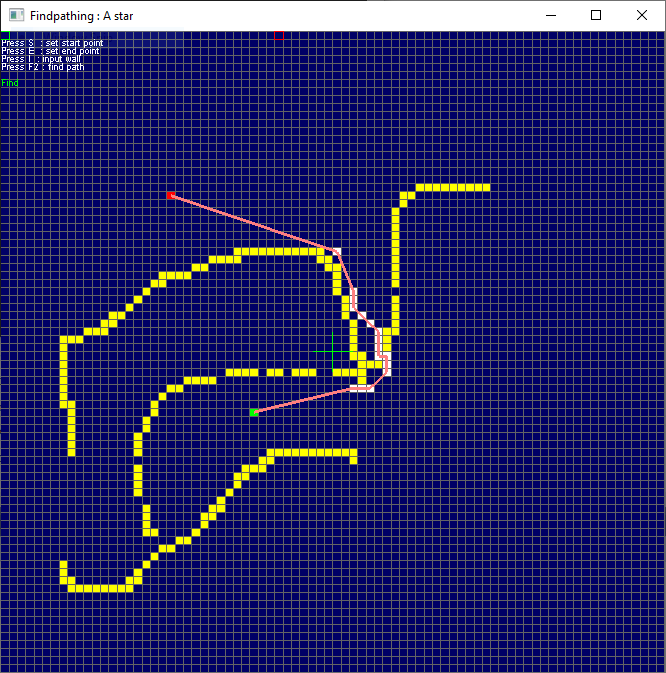 Findpathing : A star
Press S : set start point
Press E : set end point
Press I : input wall
Press F2 : find path
Find